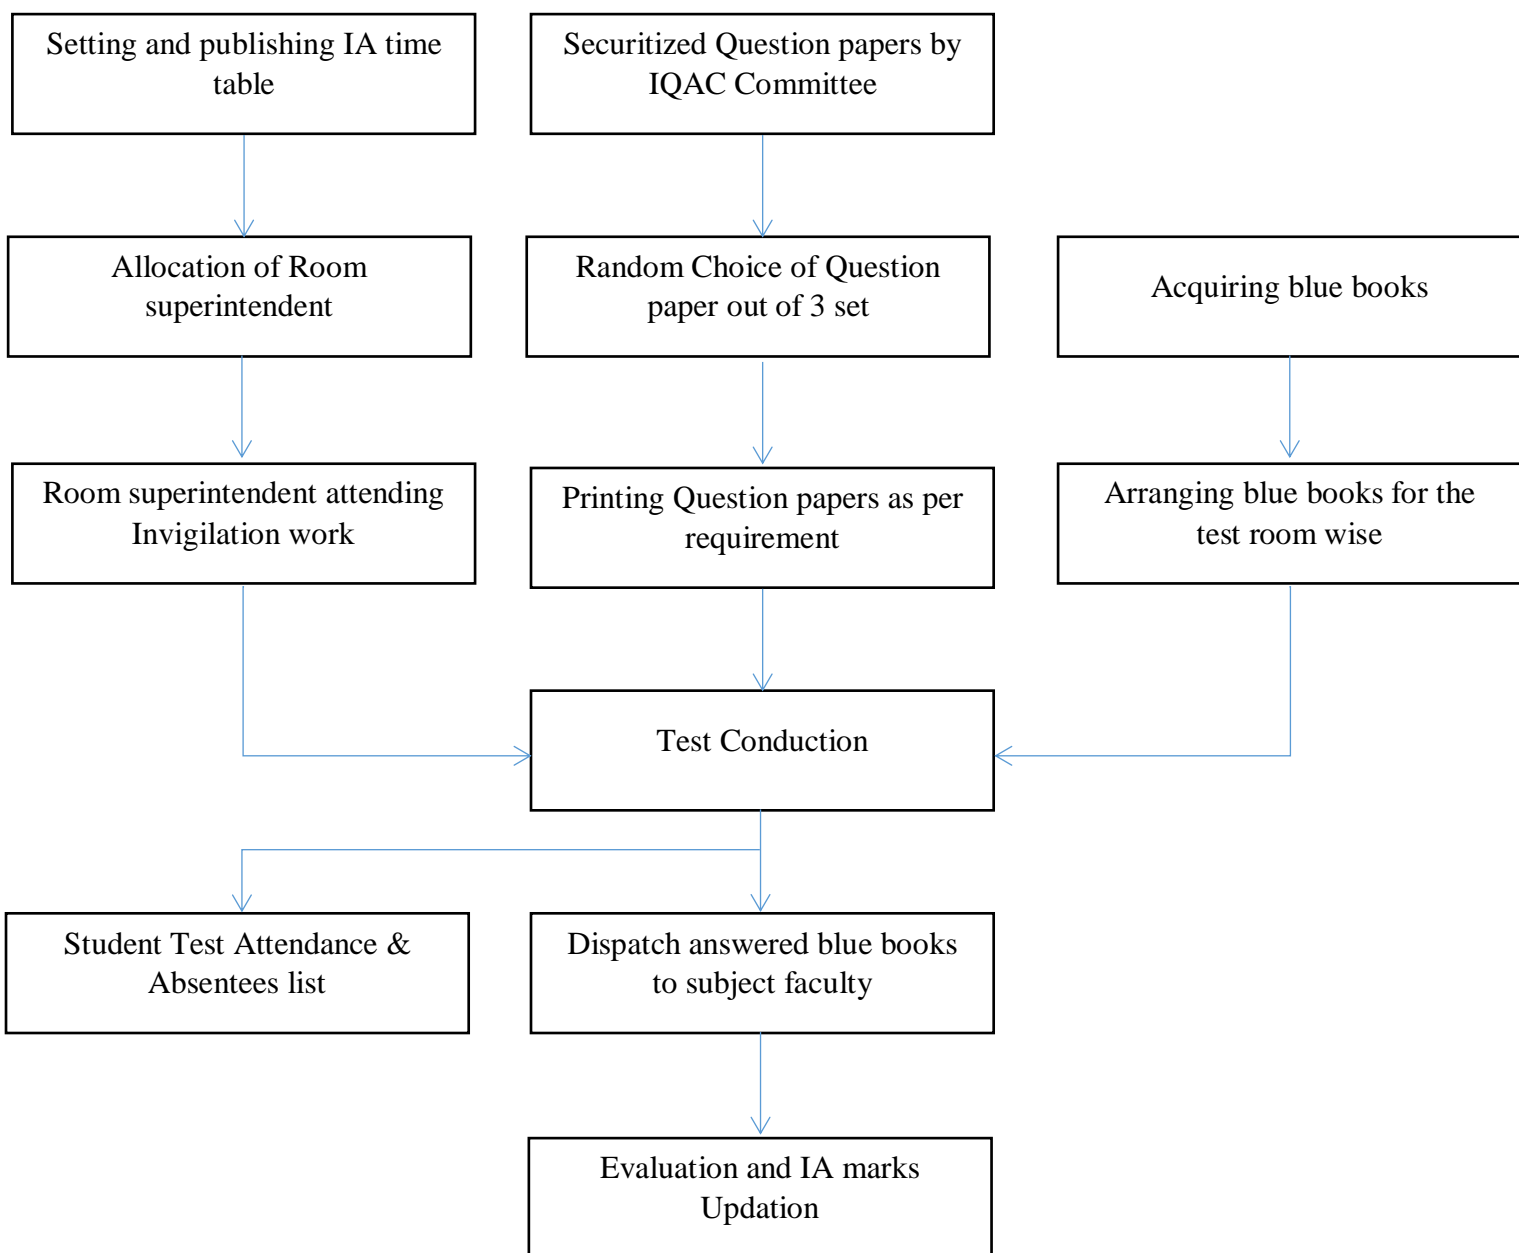 Setting and publishing IA time
table
Securitized Question papers by
IQAC Committee
Allocation of Room
superintendent
Random Choice of Question
paper out of 3 set
Acquiring blue books
Room superintendent attending
Invigilation work
Printing Question papers as per
requirement
Arranging blue books for the
test room wise
Test Conduction
Student Test Attendance &
Absentees list
Dispatch answered blue books
to subject faculty
Evaluation and IA marks
Updation